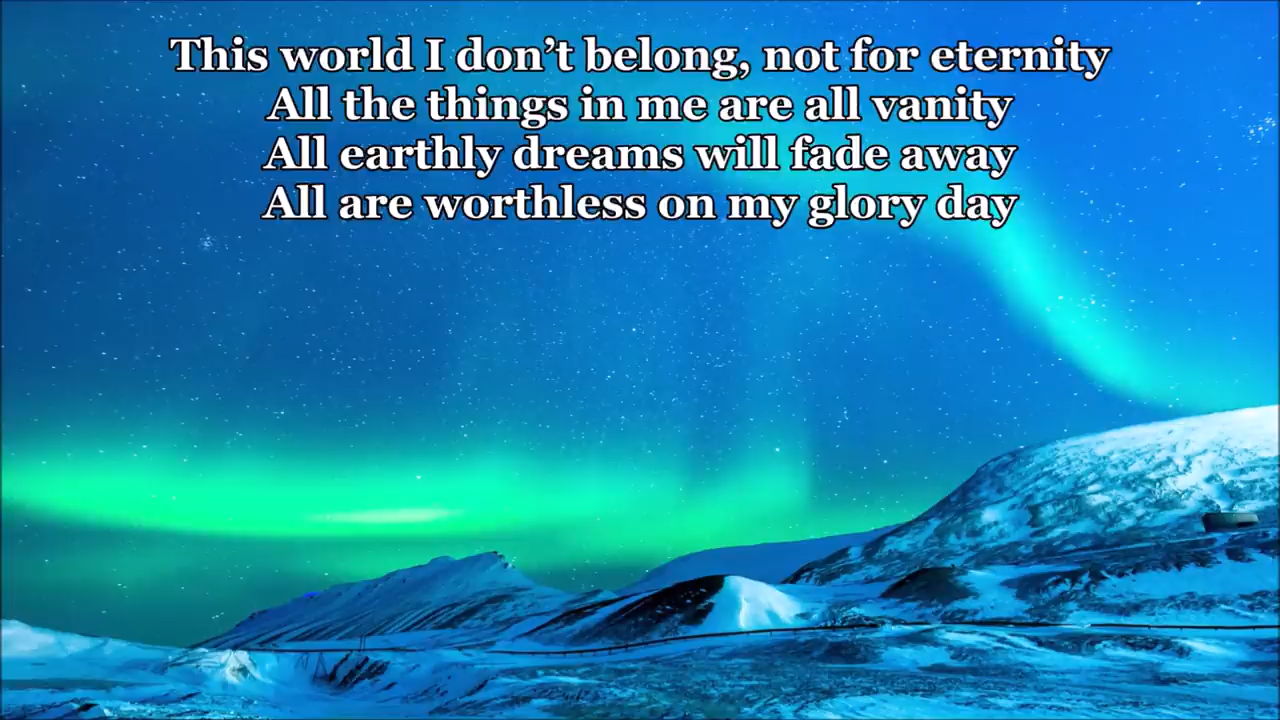 This world I don’t belong, not for eternity
All the things in me are all vanity
All earthly dreams will fade away
All are worthless on my glory day